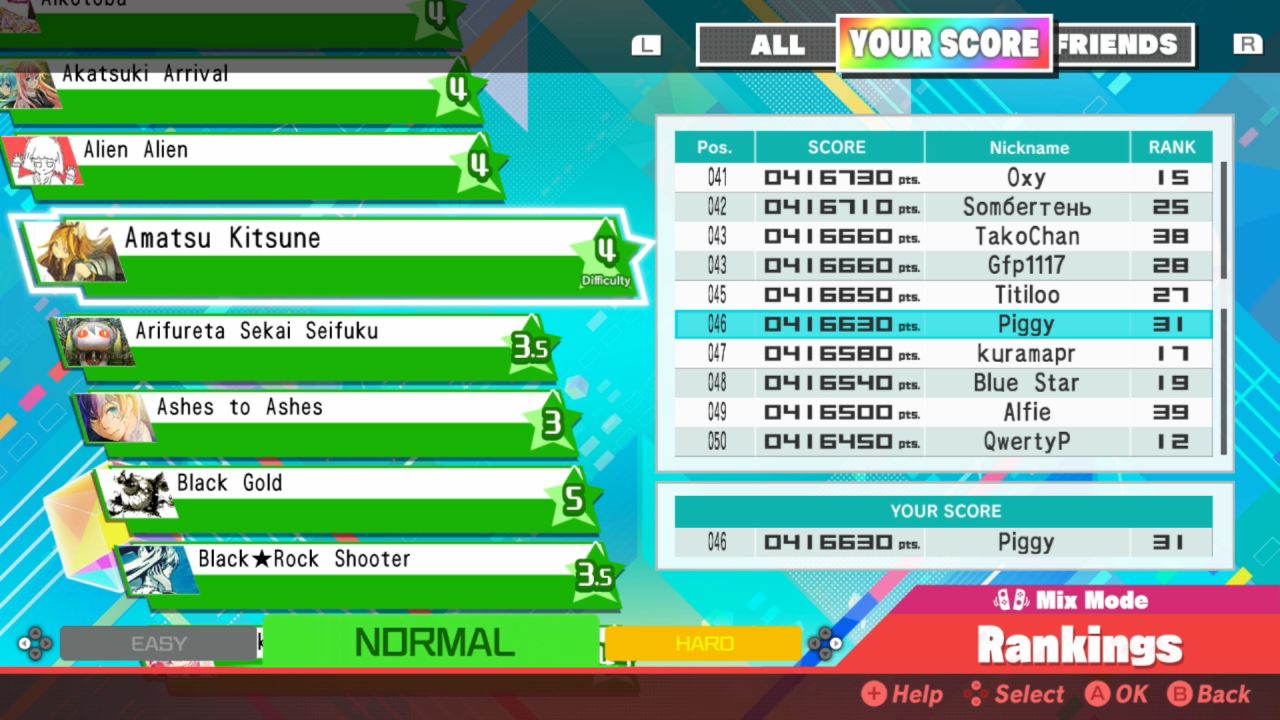 Aikotoba
4
L
ALL
YOUR SCORE
FRIENDS
R
Akatsuki Arrival
4
Alien Alien
4
Amatsu Kitsune
4
Difficulty
Arifureta Sekai Seifuku
3.5
Ashes to Ashes
3
Black Gold
5
Black★Rock Shooter
3.5
Pos. SCORE Nickname RANK
041 0416730 pts. Oxy 15
042 0416710 pts. Somberтень 25
043 0416660 pts. TakoChan 38
043 0416660 pts. Gfp1117 28
045 0416650 pts. Titiloo 27
046 0416630 pts. Piggy 31
047 0416580 pts. kuramapr 17
048 0416540 pts. Blue Star 19
049 0416500 pts. Alfie 39
050 0416450 pts. QwertyP 12
YOUR SCORE
046 0416630 pts. Piggy 31
Mix Mode
Rankings
EASY
NORMAL
HARD
+ Help
Select
A OK
B Back